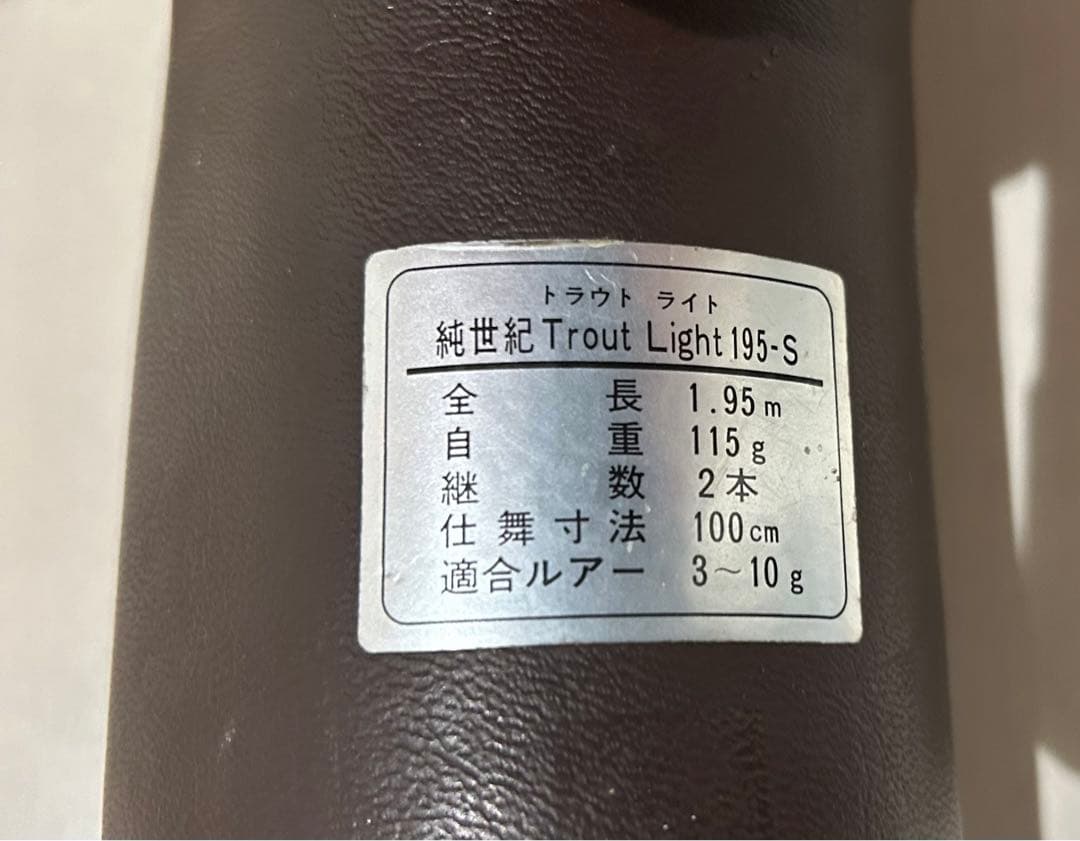 トラウト ライト
純世紀 Trout Light 195-S
全長 1.95m
自重 115g
継数 2本
仕舞寸法 100cm
適合ルアー 3〜10g